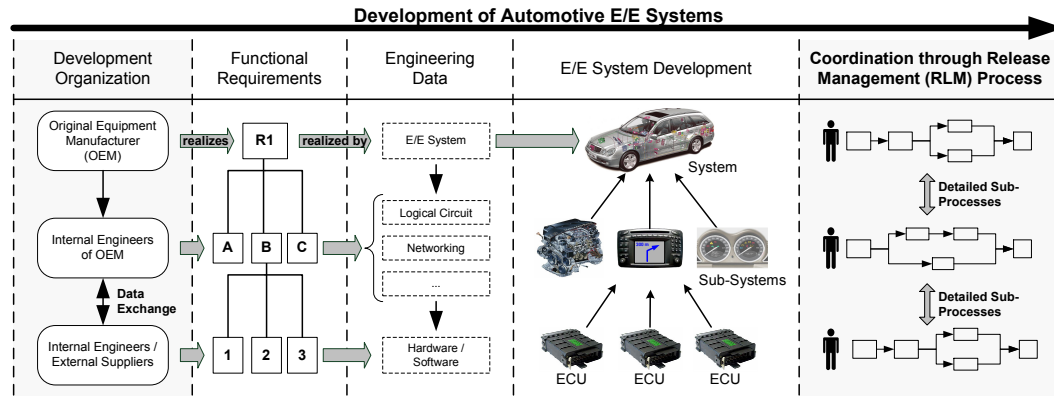 Development of Automotive E/E Systems
Development
Organization
Functional
Requirements
Engineering
Data
E/E System Development
Coordination through Release
Management (RLM) Process
Original Equipment
Manufacturer
(OEM)
realizes
R1
realized by
E/E System
System
Detailed Sub-
Processes
Internal Engineers
of OEM
A
B
C
Logical Circuit
Networking
...
Sub-Systems
Data
Exchange
Detailed Sub-
Processes
Internal Engineers /
External Suppliers
1
2
3
Hardware /
Software
ECU
ECU
ECU